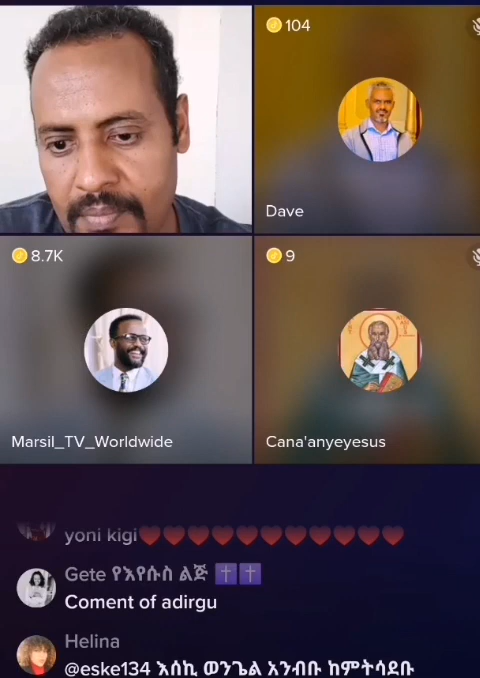 104
Dave
8.7K
9
Marsil_TV_Worldwide
Cana'anyeyesus
yoni kigi❤️❤️❤️❤️❤️❤️❤️❤️❤️❤️❤️
Gete የእየሱስ ልጅ ✝️✝️
Coment of adirgu
Helina
@eske134 እሰኪ ወንጌል አንብቡ ከምትሳደቡ